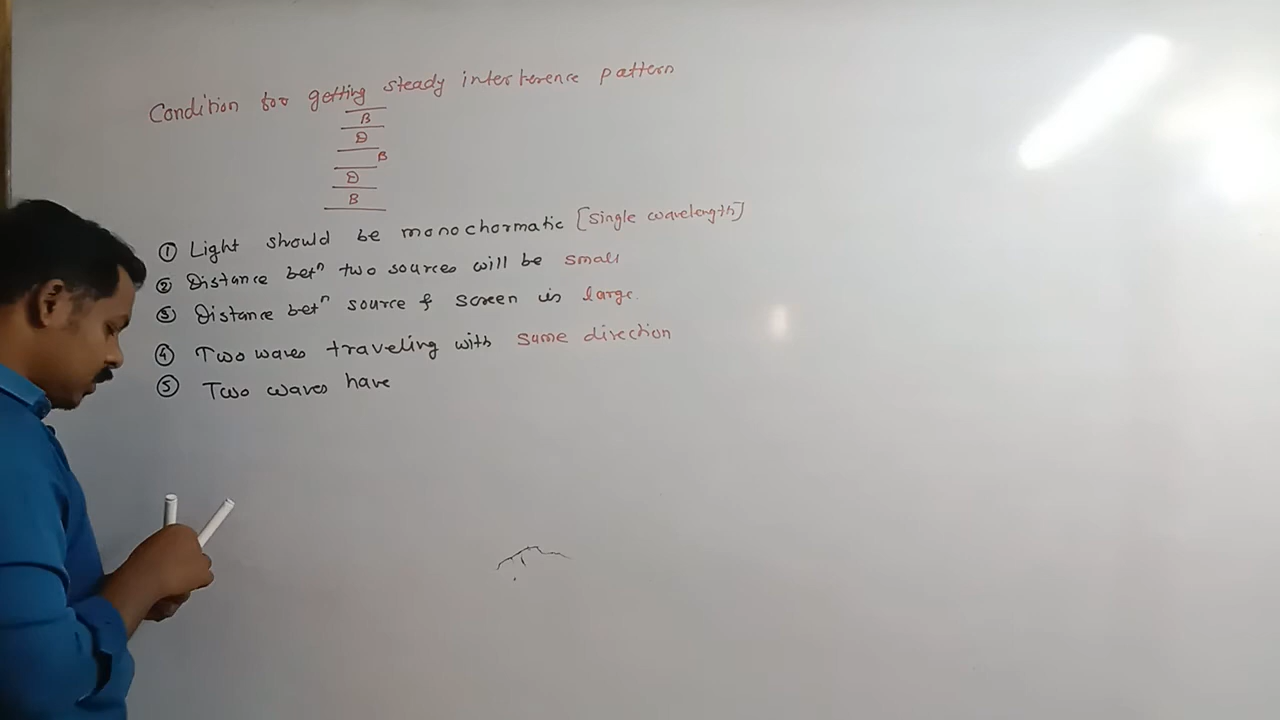 Condition for getting steady interference pattern
B
D
B
D
B
① Light should be monochormatic [single wavelength]
② Distance betⁿ two sources will be small
③ Distance betⁿ source & screen is large.
④ Two waves traveling with same direction
⑤ Two waves have